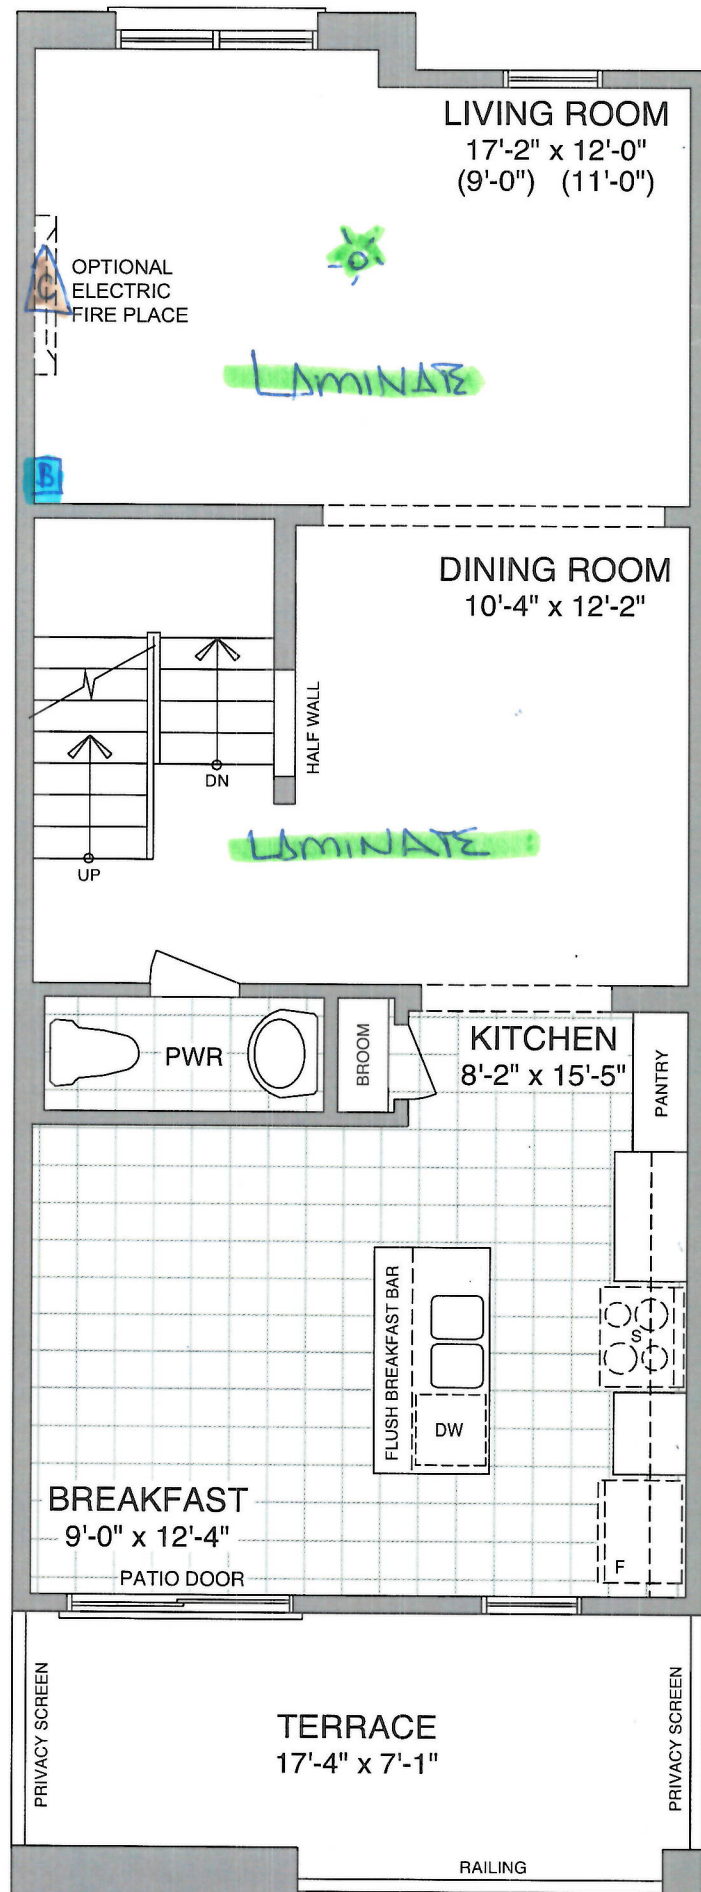 LIVING ROOM
17'-2" x 12'-0"
(9'-0") (11'-0")
OPTIONAL
ELECTRIC
FIRE PLACE
C
LAMINATE
B
DINING ROOM
10'-4" x 12'-2"
HALF WALL
DN
UP
LAMINATE
PWR
BROOM
KITCHEN
8'-2" x 15'-5"
PANTRY
FLUSH BREAKFAST BAR
S
DW
BREAKFAST
9'-0" x 12'-4"
F
PATIO DOOR
PRIVACY SCREEN
TERRACE
17'-4" x 7'-1"
PRIVACY SCREEN
RAILING